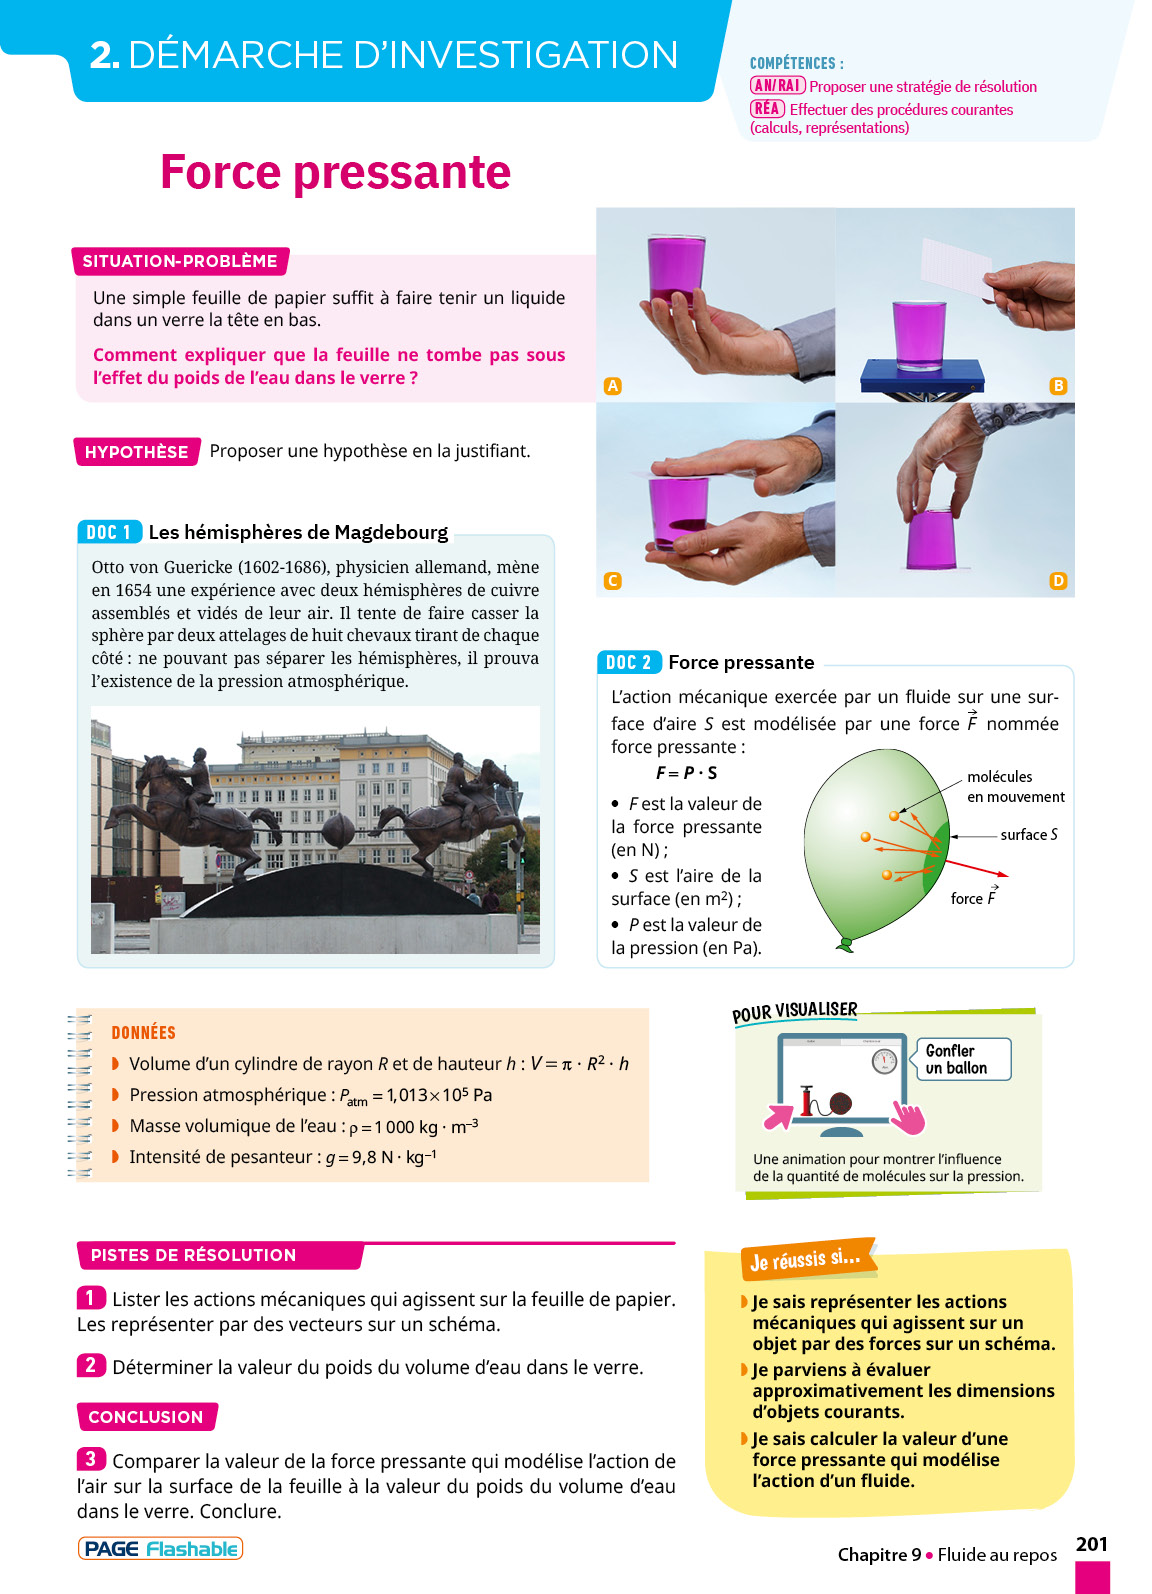 2. DÉMARCHE D'INVESTIGATION
COMPÉTENCES :
AN/RAI Proposer une stratégie de résolution
RÉA Effectuer des procédures courantes
(calculs, représentations)
Force pressante
SITUATION-PROBLÈME
Une simple feuille de papier suffit à faire tenir un liquide
dans un verre la tête en bas.
Comment expliquer que la feuille ne tombe pas sous
l'effet du poids de l'eau dans le verre ?
A
B
C
D
HYPOTHÈSE Proposer une hypothèse en la justifiant.
DOC 1 Les hémisphères de Magdebourg
Otto von Guericke (1602-1686), physicien allemand, mène
en 1654 une expérience avec deux hémisphères de cuivre
assemblés et vidés de leur air. Il tente de faire casser la
sphère par deux attelages de huit chevaux tirant de chaque
côté : ne pouvant pas séparer les hémisphères, il prouva
l'existence de la pression atmosphérique.
DOC 2 Force pressante
L'action mécanique exercée par un fluide sur une sur-
face d'aire S est modélisée par une force F⃗ nommée
force pressante :
F = P · S
• F est la valeur de
la force pressante
(en N) ;
• S est l'aire de la
surface (en m²) ;
• P est la valeur de
la pression (en Pa).
molécules
en mouvement
surface S
force F⃗
DONNÉES
Volume d'un cylindre de rayon R et de hauteur h : V = π · R² · h
Pression atmosphérique : Patm = 1,013 × 10⁵ Pa
Masse volumique de l'eau : ρ = 1 000 kg · m⁻³
Intensité de pesanteur : g = 9,8 N · kg⁻¹
POUR VISUALISER
Gonfler
un ballon
Une animation pour montrer l'influence
de la quantité de molécules sur la pression.
PISTES DE RÉSOLUTION
1 Lister les actions mécaniques qui agissent sur la feuille de papier.
Les représenter par des vecteurs sur un schéma.
2 Déterminer la valeur du poids du volume d'eau dans le verre.
CONCLUSION
3 Comparer la valeur de la force pressante qui modélise l'action de
l'air sur la surface de la feuille à la valeur du poids du volume d'eau
dans le verre. Conclure.
Je réussis si...
Je sais représenter les actions
mécaniques qui agissent sur un
objet par des forces sur un schéma.
Je parviens à évaluer
approximativement les dimensions
d'objets courants.
Je sais calculer la valeur d'une
force pressante qui modélise
l'action d'un fluide.
PAGE Flashable
Chapitre 9 • Fluide au repos
201